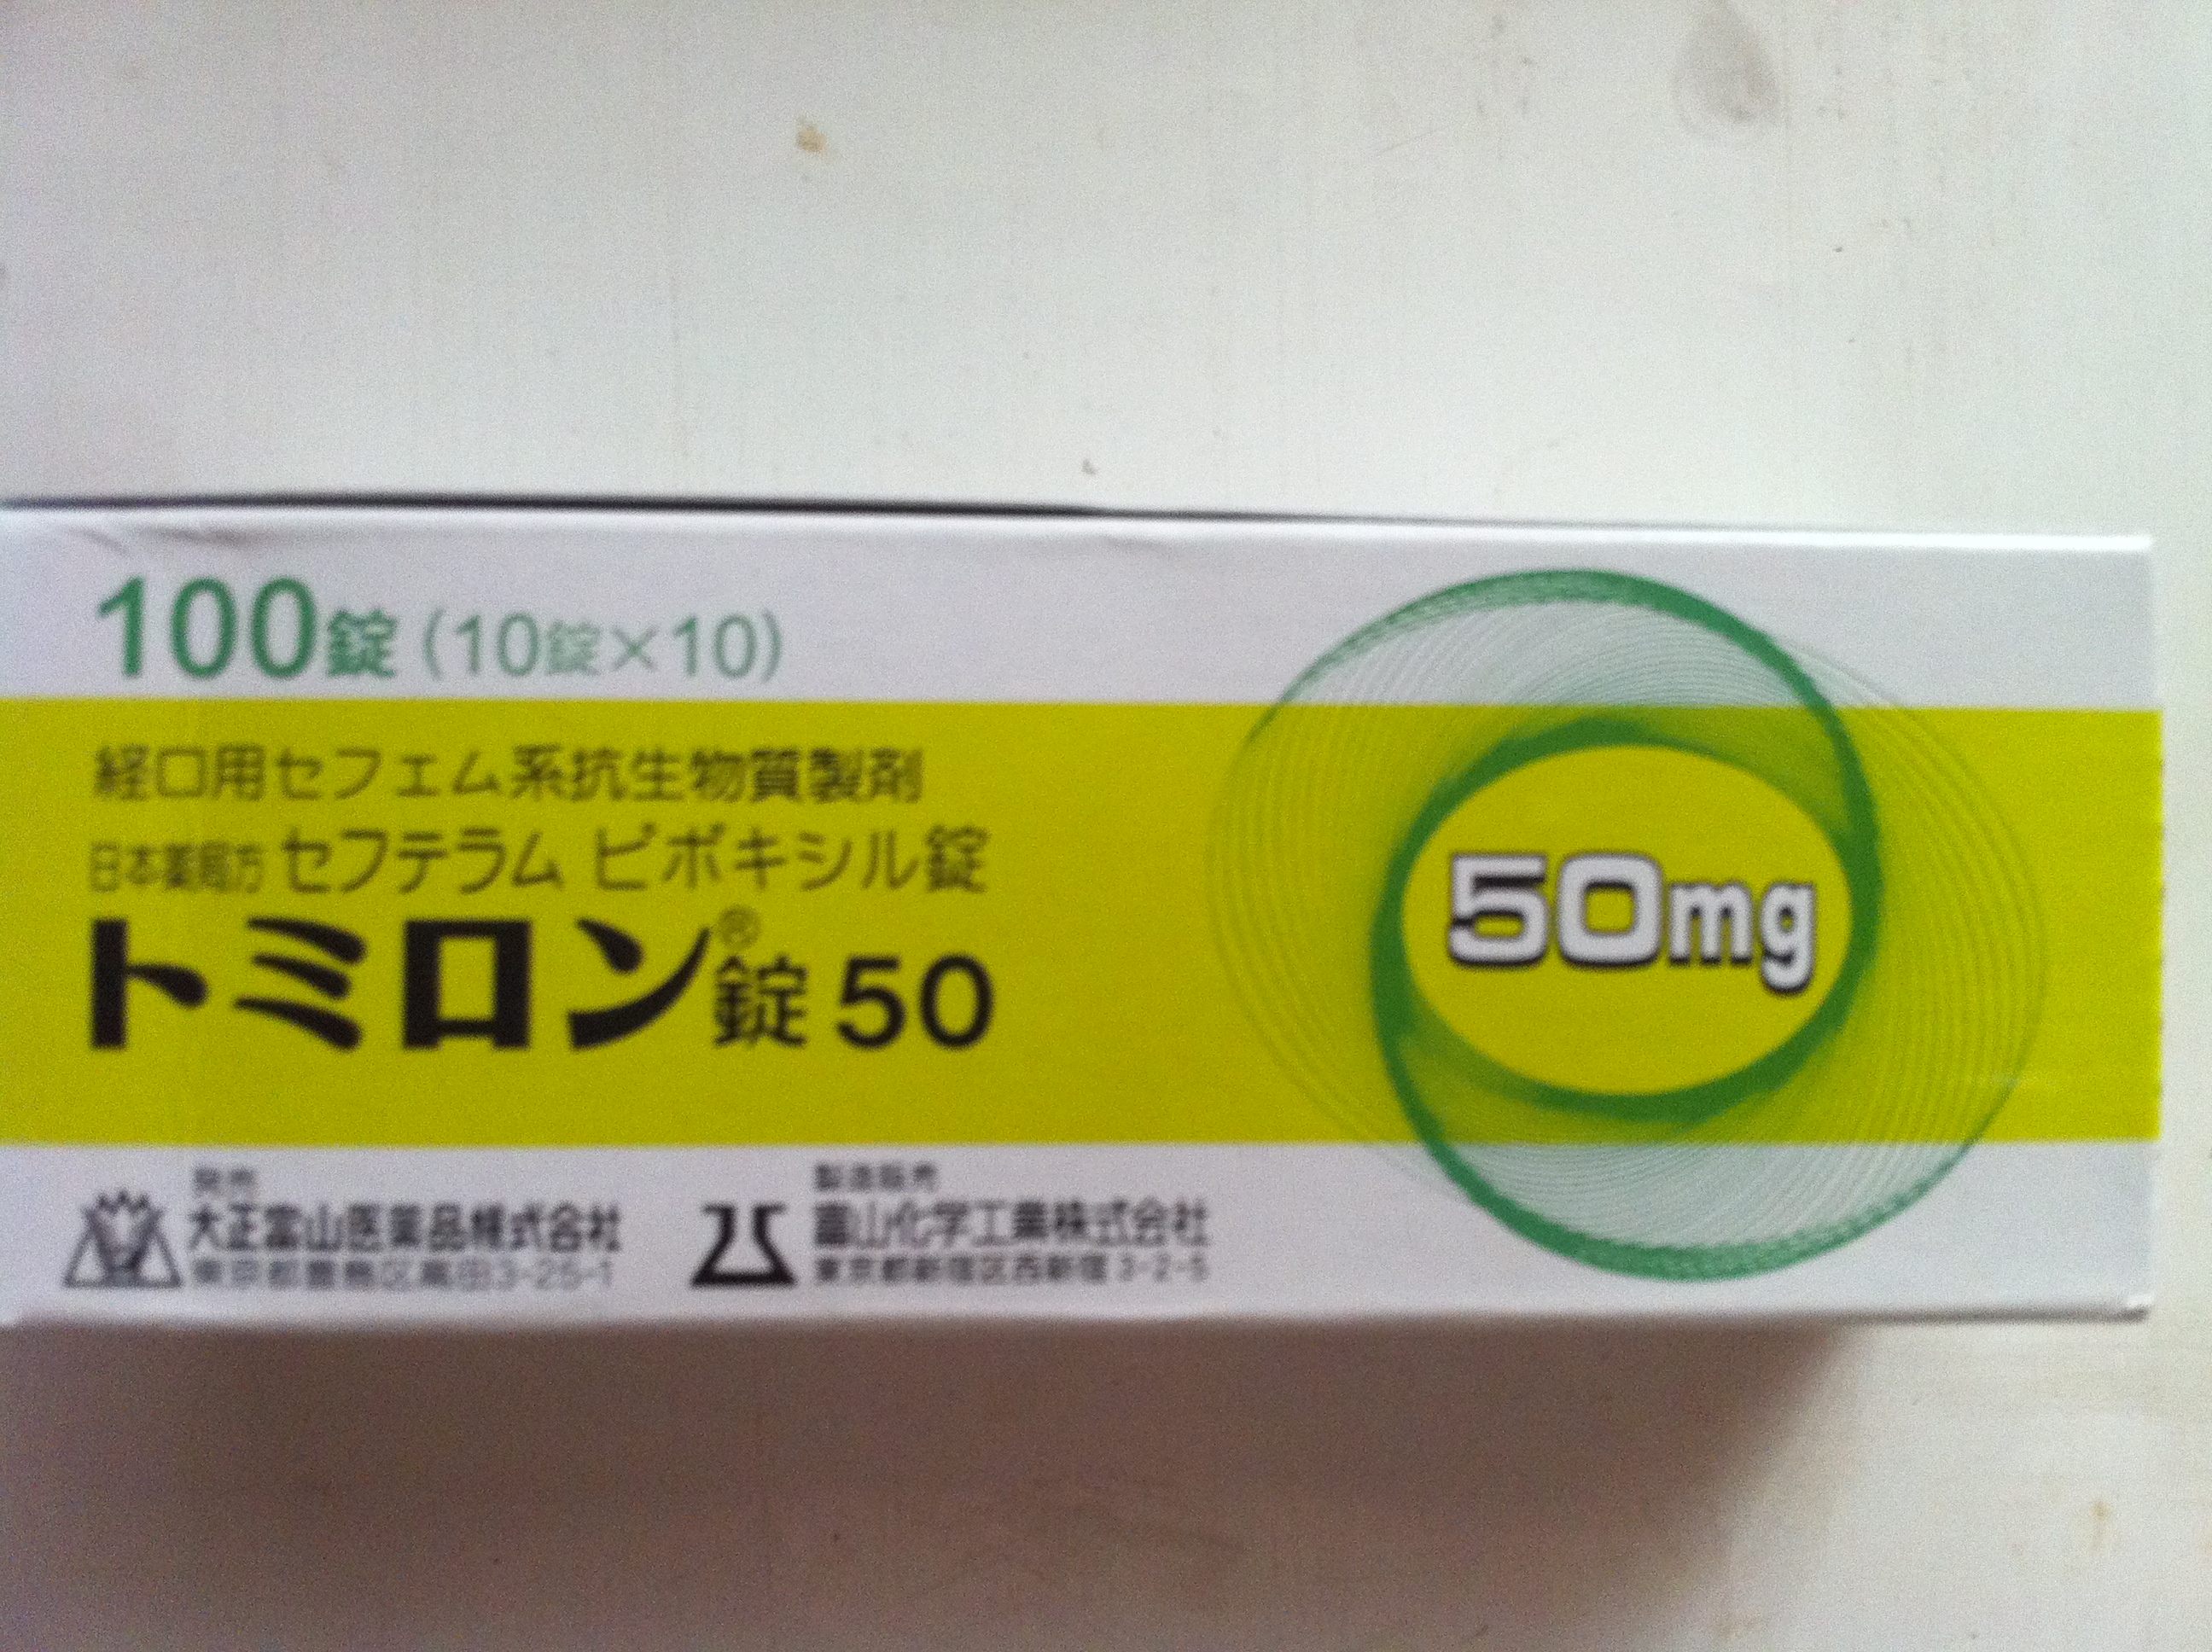 100錠(10錠×10)
経口用セフェム系抗生物質製剤
日本薬局方 セフテラム ピボキシル錠
トミロン®錠50
50mg
発売
大正富山医薬品株式会社
東京都豊島区高田3-25-1
製造販売
富山化学工業株式会社
東京都新宿区西新宿3-2-5